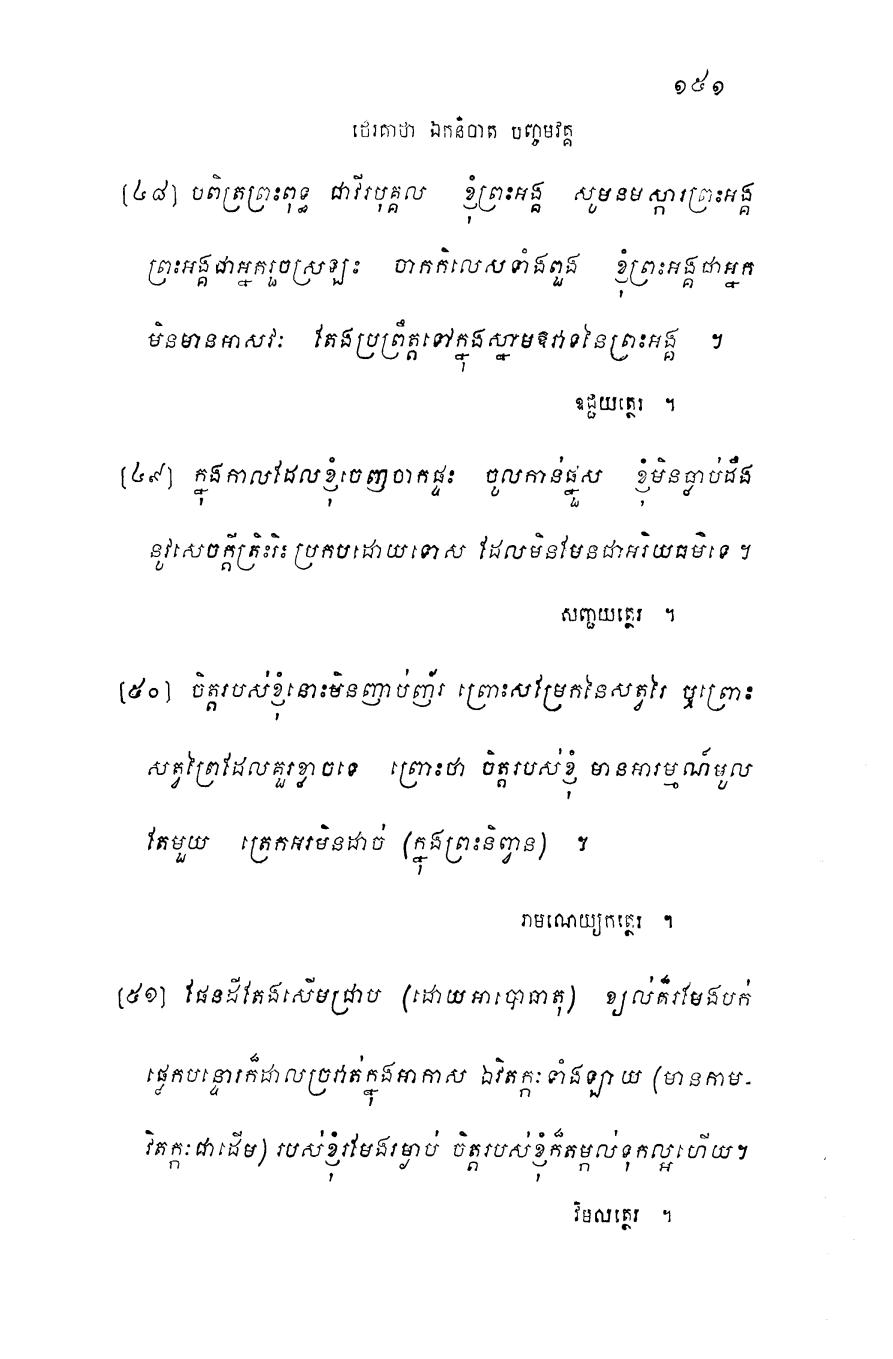 ១៥១
ថេរគាថា ឯកនិបាត បញ្ចមវគ្គ
[៤៨] បពិត្រព្រះពុទ្ធ ជាវីរបុគ្គល ខ្ញុំព្រះអង្គ សូមនមស្ការព្រះអង្គ
ព្រះអង្គជាអ្នករួចស្រឡះ ចាកកិលេសទាំងពួង ខ្ញុំព្រះអង្គជាអ្នក
មិនមានអាសវៈ តែងប្រព្រឹត្តទៅក្នុងស្នាមឱវាទនៃព្រះអង្គ ។
ឧជ្ជយត្ថេរ ។
[៤៩] ក្នុងកាលដែលខ្ញុំចេញចាកផ្ទះ ចូលកាន់ផ្នួស ខ្ញុំមិនធ្លាប់ដឹង
នូវសេចក្តីត្រិះរិះប្រកបដោយទោស ដែលមិនមែនជាអរិយធម៌ទេ ។
សញ្ជយត្ថេរ ។
[៥០] ចិត្តរបស់ខ្ញុំនោះមិនញាប់ញ័រ ព្រោះសម្រែកនៃសត្វរៃ ឬព្រោះ
សត្វព្រៃដែលគួរខ្លាចទេ ព្រោះថា ចិត្តរបស់ខ្ញុំ មានអារម្មណ៍មូល
តែមួយ ត្រេកអរមិនដាច់ (ក្នុងព្រះនិព្វាន) ។
រាមណេយ្យកត្ថេរ ។
[៥១] ផែនដីតែងសើមជ្រាប (ដោយអាបោធាតុ) ខ្យល់ក៏រមែងបក់
ផ្លេកបន្ទោរក៏ដាលច្រវាត់ក្នុងអាកាស ឯវិតក្កៈទាំងឡាយ (មានកាម-
វិតក្កៈជាដើម) របស់ខ្ញុំរមែងរម្ងាប់ ចិត្តរបស់ខ្ញុំក៏តម្កល់ទុកល្អហើយ។
វិមលត្ថេរ ។